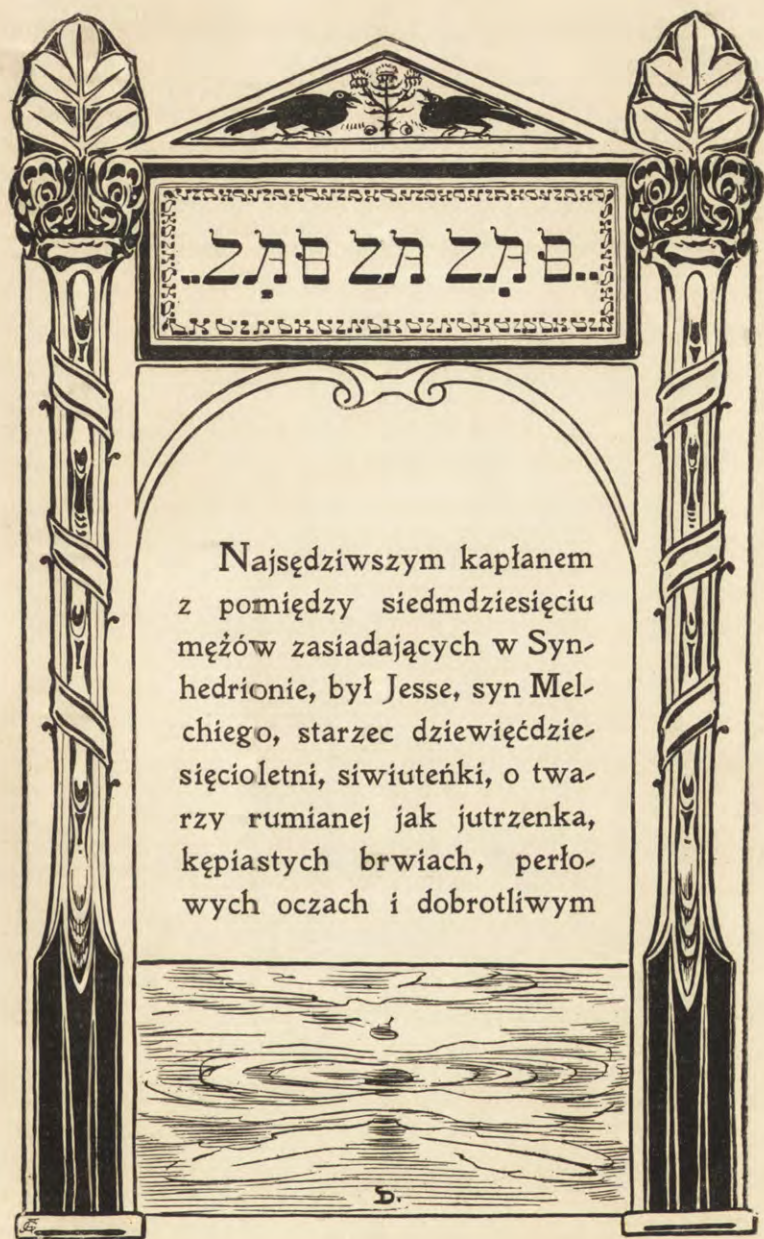 „ZĄB ZA ZĄB„
Najsędziwszym kapłanem
z pomiędzy siedmdziesięciu
mężów zasiadających w Syn-
hedrionie, był Jesse, syn Mel-
chiego, starzec dziewięćdzie-
sięcioletni, siwiuteńki, o twa-
rzy rumianej jak jutrzenka,
kępiastych brwiach, perło-
wych oczach i dobrotliwym
SD.